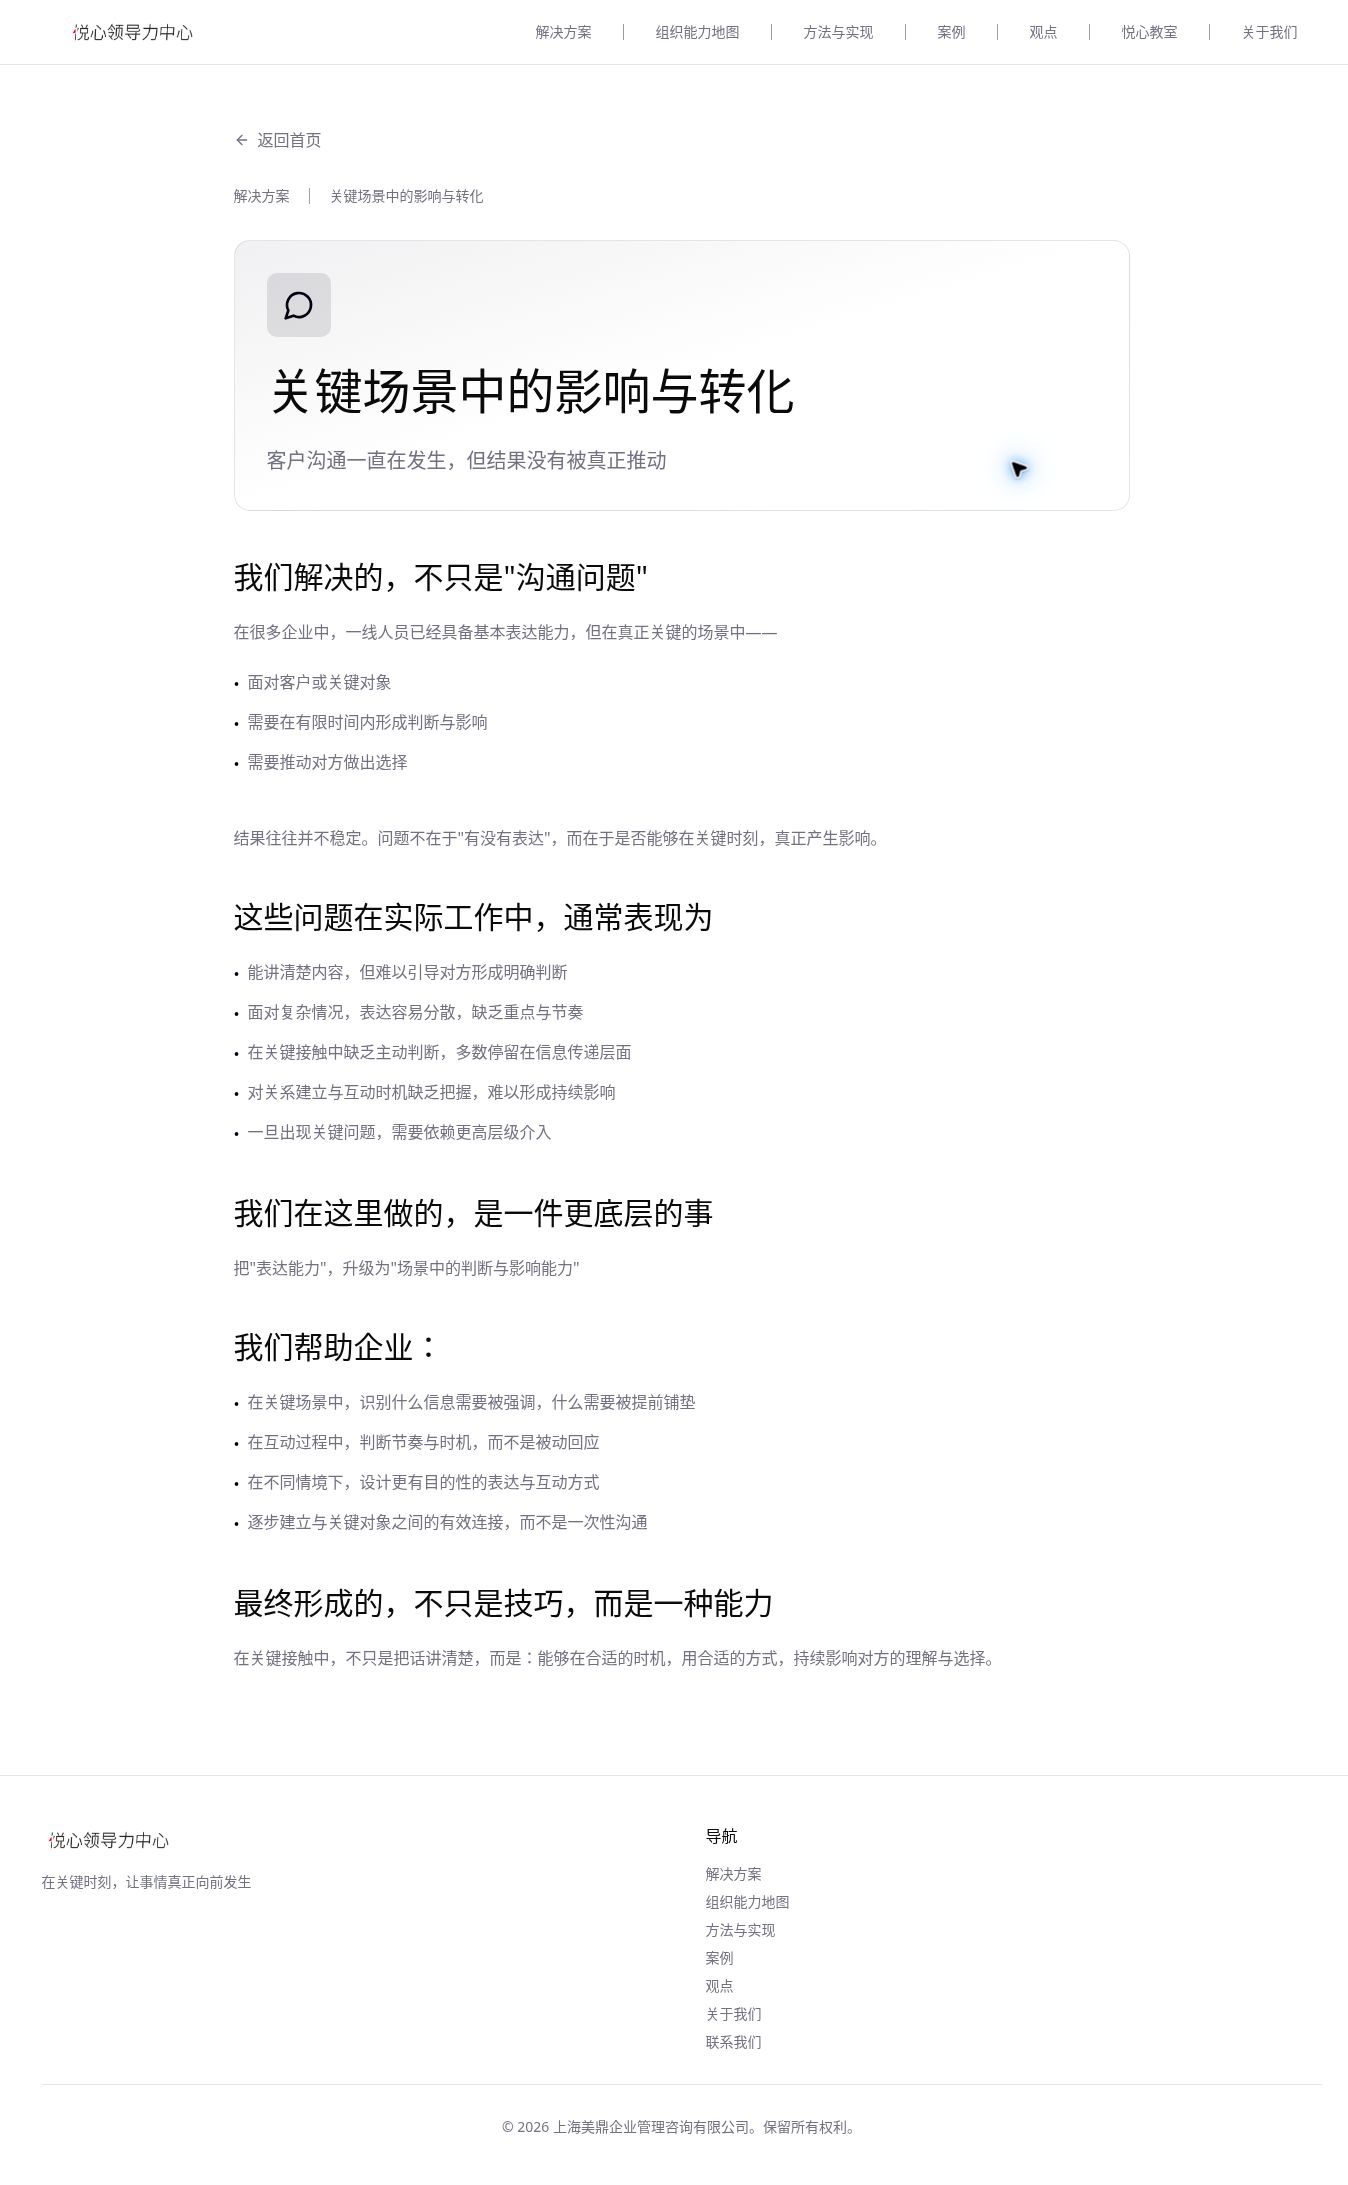 悦心领导力中心
解决方案
组织能力地图
方法与实现
案例
观点
悦心教室
关于我们
返回首页
解决方案
关键场景中的影响与转化
关键场景中的影响与转化
客户沟通一直在发生，但结果没有被真正推动
我们解决的，不只是"沟通问题"
在很多企业中，一线人员已经具备基本表达能力，但在真正关键的场景中——
• 面对客户或关键对象
• 需要在有限时间内形成判断与影响
• 需要推动对方做出选择
结果往往并不稳定。问题不在于"有没有表达"，而在于是否能够在关键时刻，真正产生影响。
这些问题在实际工作中，通常表现为
• 能讲清楚内容，但难以引导对方形成明确判断
• 面对复杂情况，表达容易分散，缺乏重点与节奏
• 在关键接触中缺乏主动判断，多数停留在信息传递层面
• 对关系建立与互动时机缺乏把握，难以形成持续影响
• 一旦出现关键问题，需要依赖更高层级介入
我们在这里做的，是一件更底层的事
把"表达能力"，升级为"场景中的判断与影响能力"
我们帮助企业：
• 在关键场景中，识别什么信息需要被强调，什么需要被提前铺垫
• 在互动过程中，判断节奏与时机，而不是被动回应
• 在不同情境下，设计更有目的性的表达与互动方式
• 逐步建立与关键对象之间的有效连接，而不是一次性沟通
最终形成的，不只是技巧，而是一种能力
在关键接触中，不只是把话讲清楚，而是：能够在合适的时机，用合适的方式，持续影响对方的理解与选择。
悦心领导力中心
在关键时刻，让事情真正向前发生
导航
解决方案
组织能力地图
方法与实现
案例
观点
关于我们
联系我们
© 2026 上海美鼎企业管理咨询有限公司。保留所有权利。